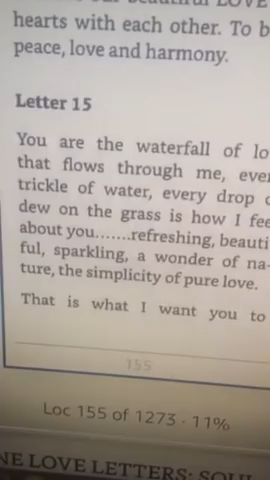 hearts with each other. To b
peace, love and harmony.
Letter 15
You are the waterfall of lo
that flows through me, ever
trickle of water, every drop o
dew on the grass is how I fee
about you.......refreshing, beauti
ful, sparkling, a wonder of na-
ture, the simplicity of pure love.
That is what I want you to
155
Loc 155 of 1273 · 11%
NE LOVE LETTERS: SOUL